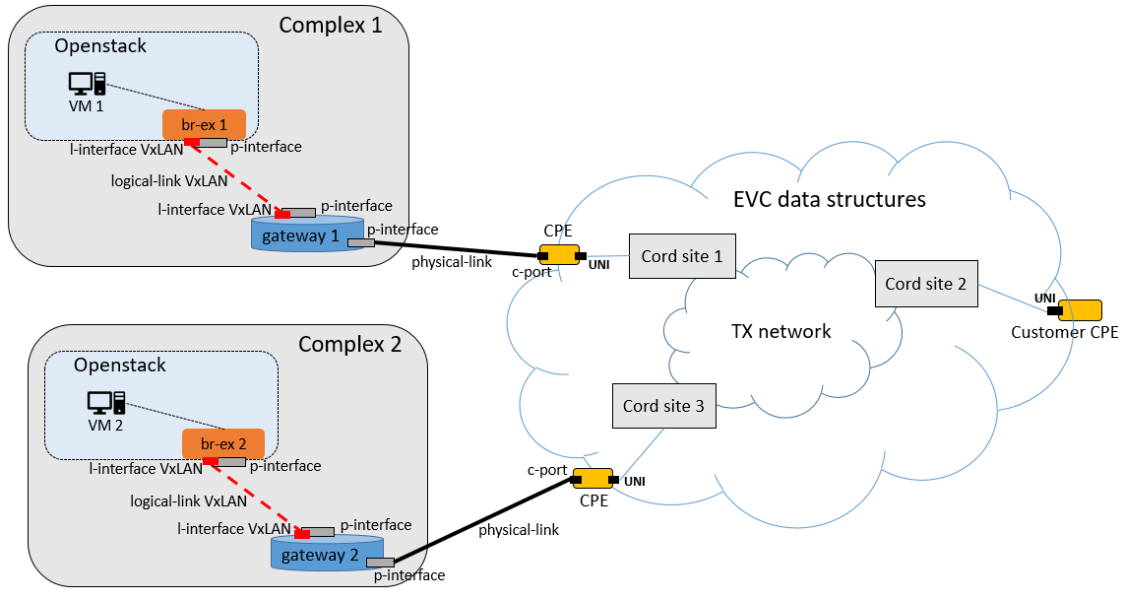 Complex 1
Openstack
VM 1
br-ex 1
l-interface VxLAN
p-interface
logical-link VxLAN
l-interface VxLAN
p-interface
gateway 1
p-interface
physical-link
CPE
c-port
UNI
EVC data structures
Cord site 1
Cord site 2
TX network
UNI
Customer CPE
Complex 2
Openstack
VM 2
br-ex 2
l-interface VxLAN
p-interface
logical-link VxLAN
l-interface VxLAN
p-interface
gateway 2
p-interface
physical-link
Cord site 3
c-port
UNI
CPE